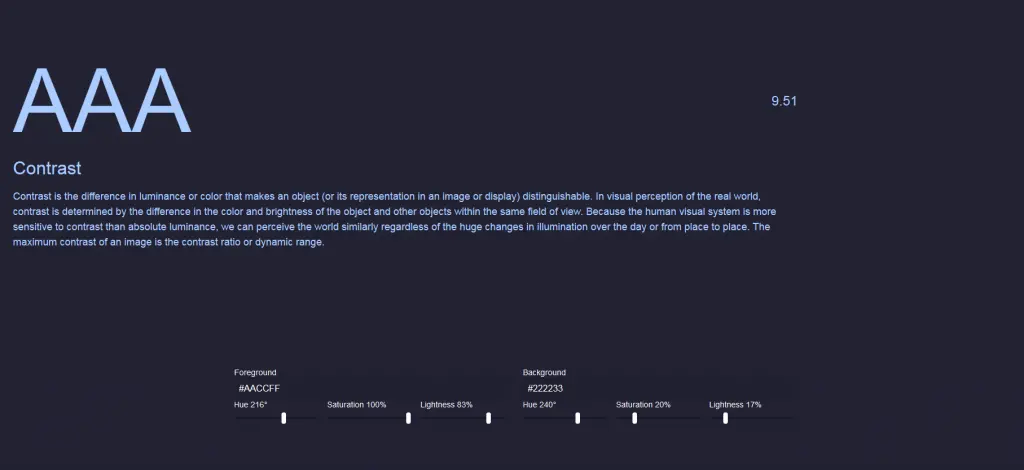 AAA
9.51
Contrast
Contrast is the difference in luminance or color that makes an object (or its representation in an image or display) distinguishable. In visual perception of the real world,
contrast is determined by the difference in the color and brightness of the object and other objects within the same field of view. Because the human visual system is more
sensitive to contrast than absolute luminance, we can perceive the world similarly regardless of the huge changes in illumination over the day or from place to place. The
maximum contrast of an image is the contrast ratio or dynamic range.
Foreground
#AACCFF
Hue 216°
Saturation 100%
Lightness 83%
Background
#222233
Hue 240°
Saturation 20%
Lightness 17%